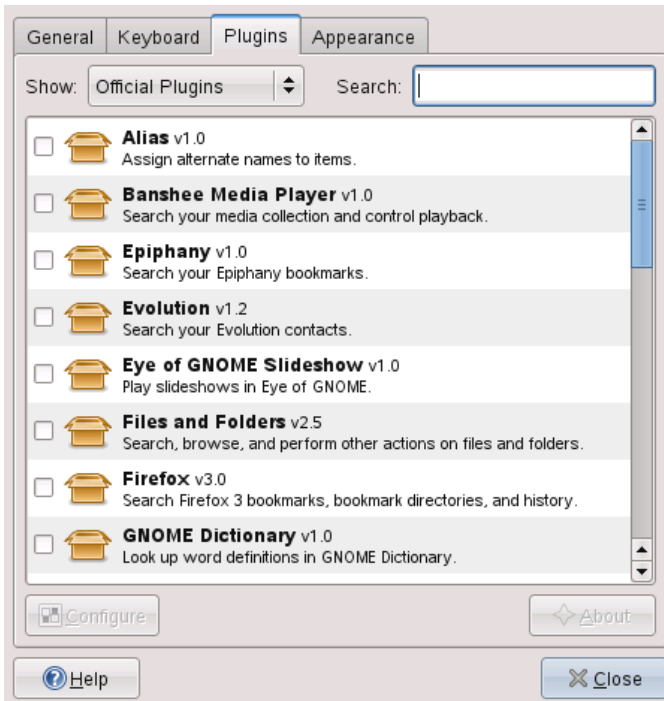 General Keyboard Plugins Appearance
Show: Official Plugins Search:
Alias v1.0
Assign alternate names to items.
Banshee Media Player v1.0
Search your media collection and control playback.
Epiphany v1.0
Search your Epiphany bookmarks.
Evolution v1.2
Search your Evolution contacts.
Eye of GNOME Slideshow v1.0
Play slideshows in Eye of GNOME.
Files and Folders v2.5
Search, browse, and perform other actions on files and folders.
Firefox v3.0
Search Firefox 3 bookmarks, bookmark directories, and history.
GNOME Dictionary v1.0
Look up word definitions in GNOME Dictionary.
Configure About
Help Close